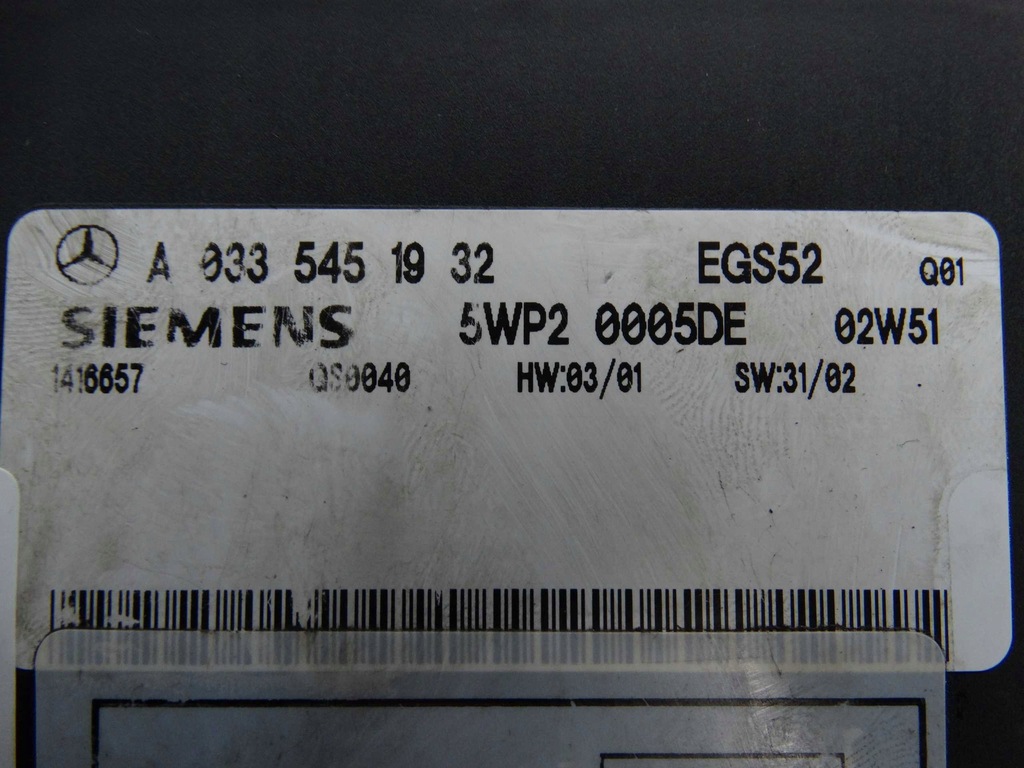 A 033 545 19 32 EGS52 Q01
SIEMENS 5WP2 0005DE 02W51
1416657 QS0040 HW:03/01 SW:31/02